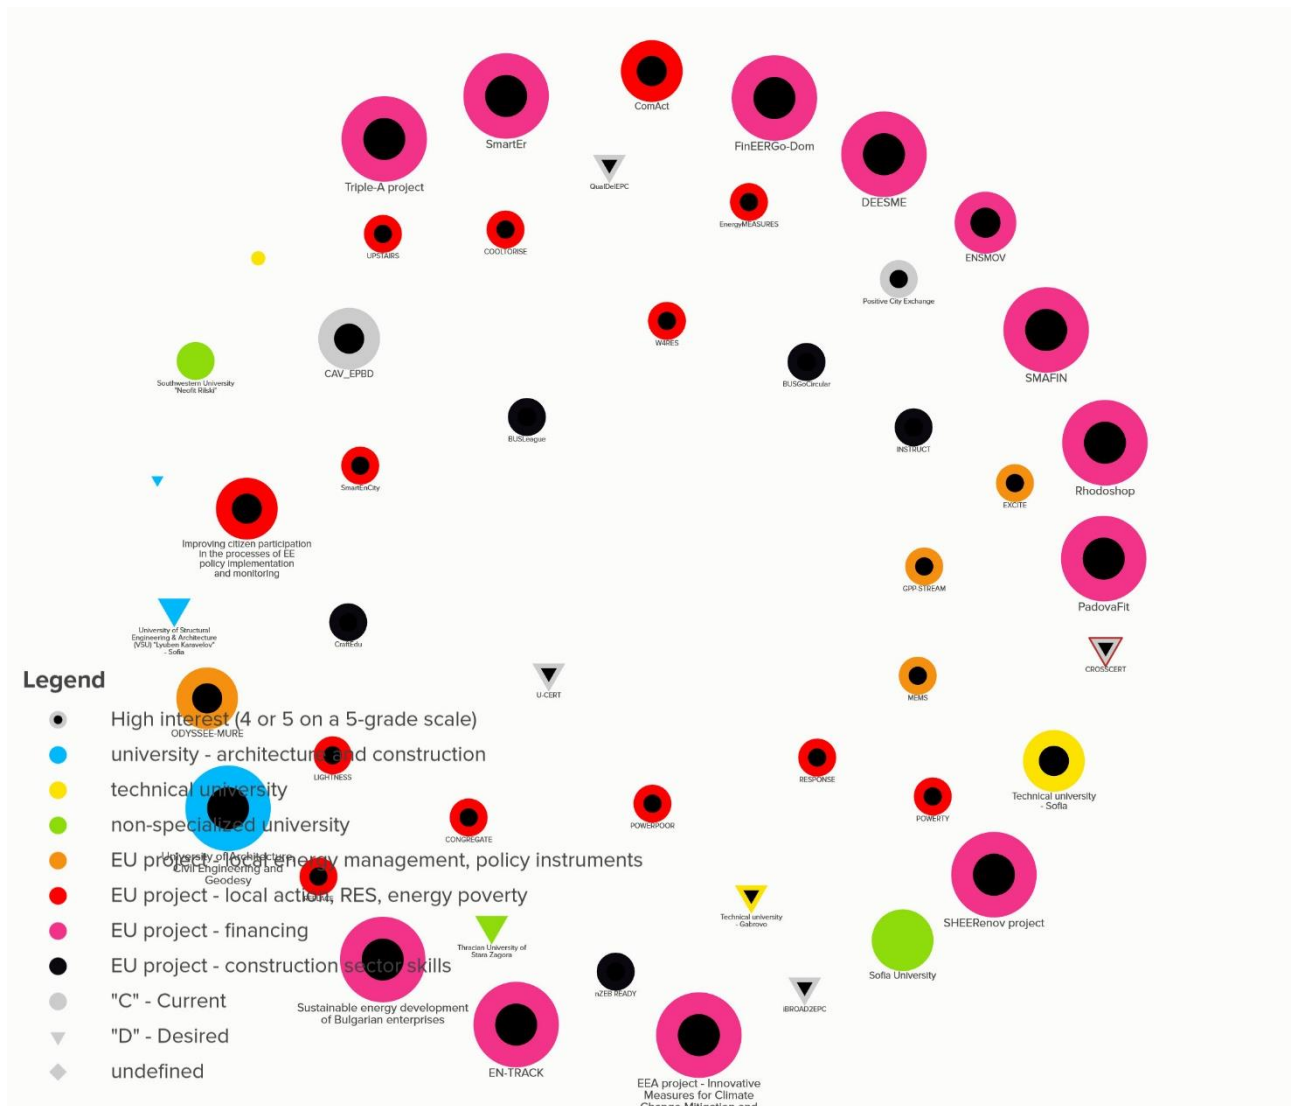 ComAct
SmartEr
FinEERGo-Dom
Triple-A project
QualDeEPC
DEESME
EnergyMEASURES
UPSTAIRS
COOLTORISE
ENSMOV
Positive City Exchange
W4RES
CAV_EPBD
SMAFIN
Southwestern University
"Neofit Rilski"
BUSGoCircular
BUSLeague
INSTRUCT
SmartEnCity
Rhodoshop
EXCITE
Improving citizen participation
in the processes of EE
policy implementation
and monitoring
GPP-STREAM
PadovaFit
University of Structural
Engineering & Architecture
(VSU) "Lyuben Karavelov"
- Sofia
CraftEdu
CROSSCERT
U-CERT
MEMS
ODYSSEE-MURE
LIGHTNESS
RESPONSE
Technical university
- Sofia
CONGREGATE
POWERPOOR
POWERTY
University of Architecture,
Civil Engineering and
Geodesy
Technical university
- Gabrovo
SHEERenov project
Thracian University of
Stara Zagora
Sofia University
nZEB READY
iBROAD2EPC
Sustainable energy development
of Bulgarian enterprises
EN-TRACK
EEA project - Innovative
Measures for Climate
Change Mitigation and
Legend
High interest (4 or 5 on a 5-grade scale)
university - architecture and construction
technical university
non-specialized university
EU project - local energy management, policy instruments
EU project - local action, RES, energy poverty
EU project - financing
EU project - construction sector skills
"C" - Current
"D" - Desired
undefined